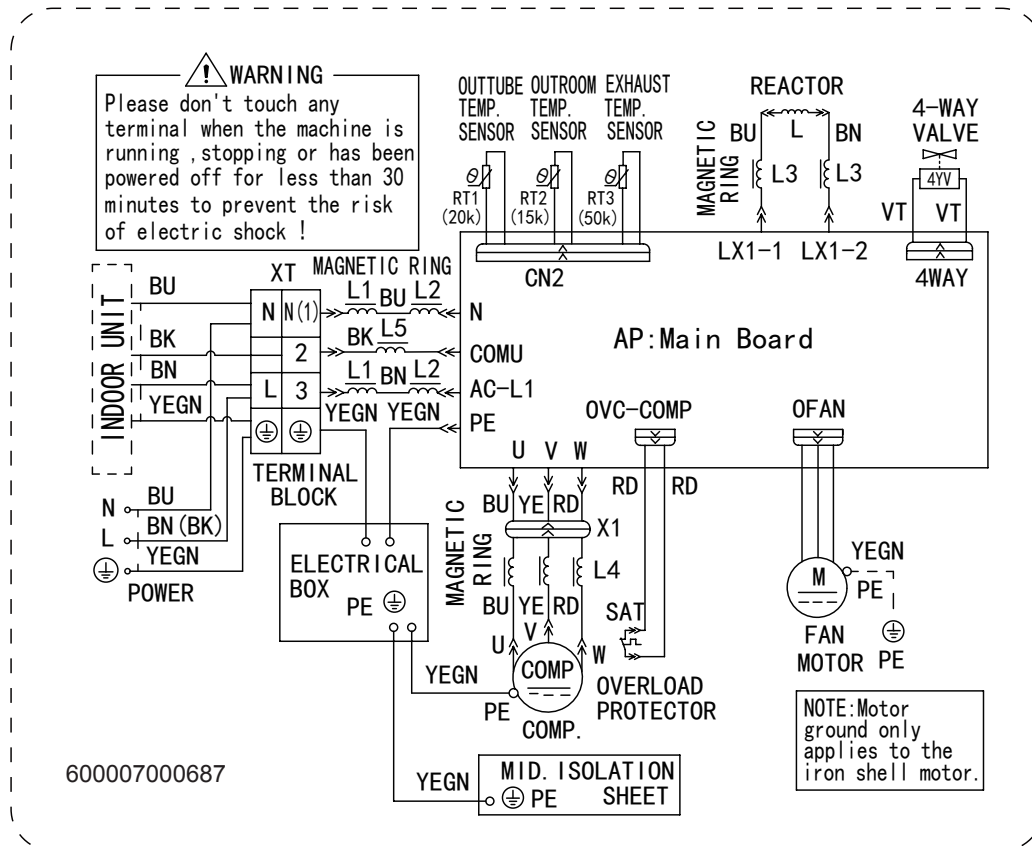 WARNING
Please don't touch any
terminal when the machine is
running ,stopping or has been
powered off for less than 30
minutes to prevent the risk
of electric shock !
OUTTUBE
TEMP.
SENSOR
OUTROOM
TEMP.
SENSOR
EXHAUST
TEMP.
SENSOR
RT1
(20k)
RT2
(15k)
RT3
(50k)
CN2
MAGNETIC
RING
REACTOR
BU
L
BN
L3
L3
LX1-1
LX1-2
4-WAY
VALVE
4YV
VT
VT
4WAY
INDOOR UNIT
BU
BK
BN
YEGN
XT
N
N(1)
2
L
3
TERMINAL
BLOCK
MAGNETIC RING
L1
BU
L2
BK
L5
L1
BN
L2
YEGN
YEGN
N
COMU
AC-L1
PE
AP:Main Board
OVC-COMP
OFAN
U
V
W
N
BU
L
BN(BK)
YEGN
POWER
ELECTRICAL
BOX
PE
MAGNETIC
RING
BU
YE
RD
X1
L4
BU
YE
RD
U
V
W
COMP
PE
COMP.
YEGN
RD
RD
SAT
OVERLOAD
PROTECTOR
M
YEGN
PE
FAN
MOTOR
PE
NOTE:Motor
ground only
applies to the
iron shell motor.
YEGN
MID. ISOLATION
SHEET
PE
600007000687